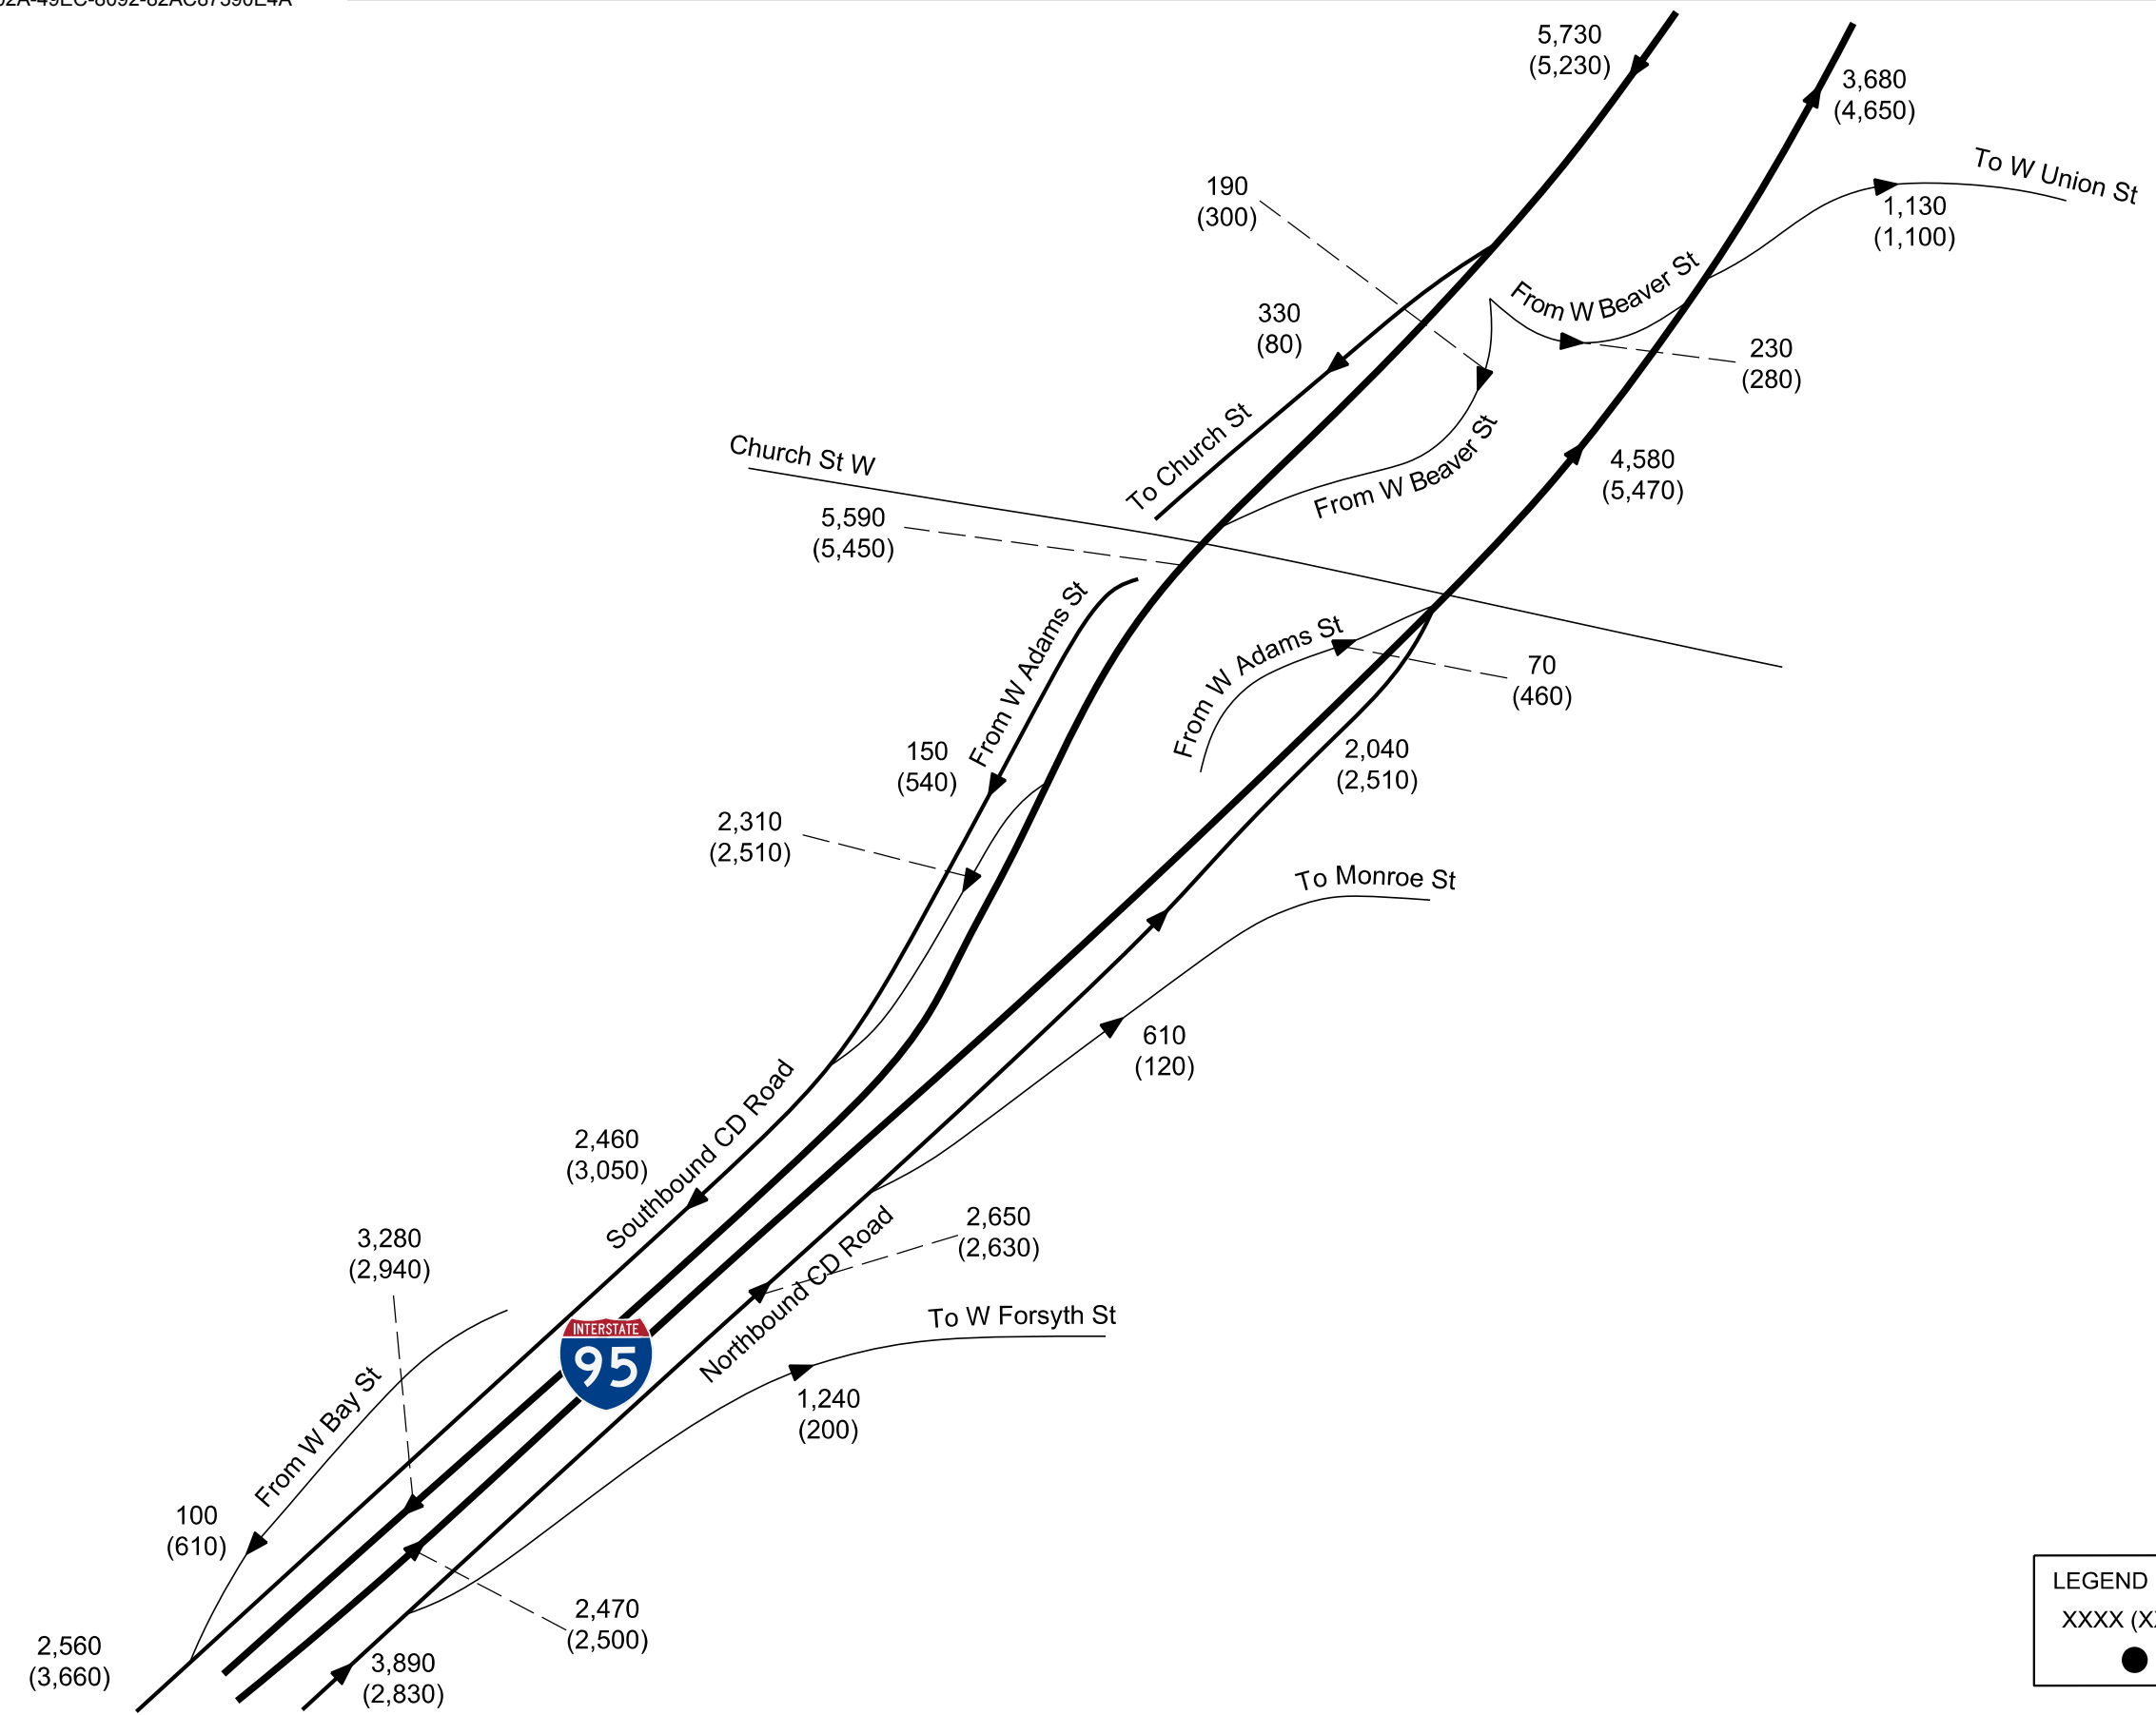 5,730
(5,230)
3,680
(4,650)
To W Union St
1,130
(1,100)
190
(300)
From W Beaver St
330
(80)
230
(280)
To Church St
From W Beaver St
Church St W
4,580
(5,470)
5,590
(5,450)
From W Adams St
From W Adams St
70
(460)
150
(540)
2,040
(2,510)
2,310
(2,510)
To Monroe St
610
(120)
Southbound CD Road
2,460
(3,050)
3,280
(2,940)
2,650
(2,630)
Northbound CD Road
To W Forsyth St
INTERSTATE
95
1,240
(200)
From W Bay St
100
(610)
2,470
(2,500)
2,560
(3,660)
3,890
(2,830)
LEGEND
XXXX